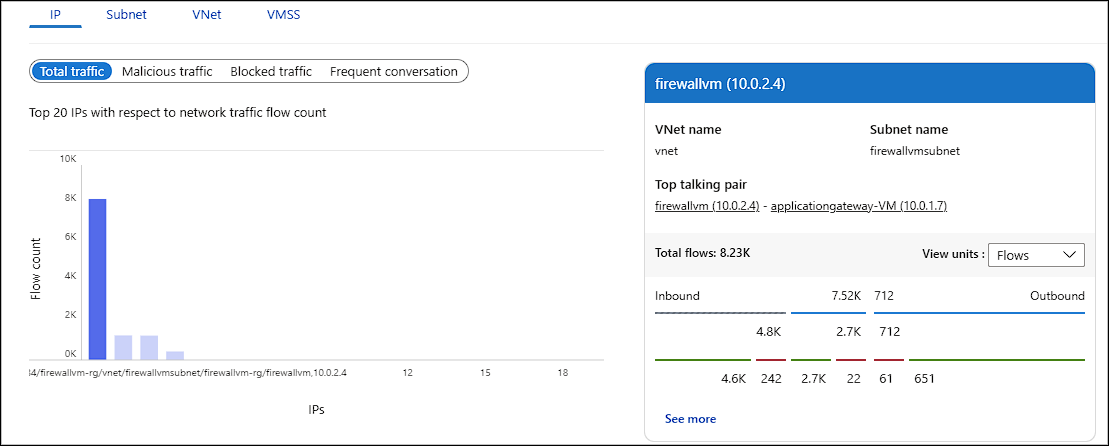 IP Subnet VNet VMSS
Total traffic Malicious traffic Blocked traffic Frequent conversation
Top 20 IPs with respect to network traffic flow count
10K
8K
6K
4K
2K
0K
Flow count
l4/firewallvm-rg/vnet/firewallvmsubnet/firewallvm-rg/firewallvm,10.0.2.4 12 15 18
IPs
firewallvm (10.0.2.4)
VNet name Subnet name
vnet firewallvmsubnet
Top talking pair
firewallvm (10.0.2.4) - applicationgateway-VM (10.0.1.7)
Total flows: 8.23K View units : Flows
Inbound 7.52K 712 Outbound
4.8K 2.7K 712
4.6K 242 2.7K 22 61 651
See more